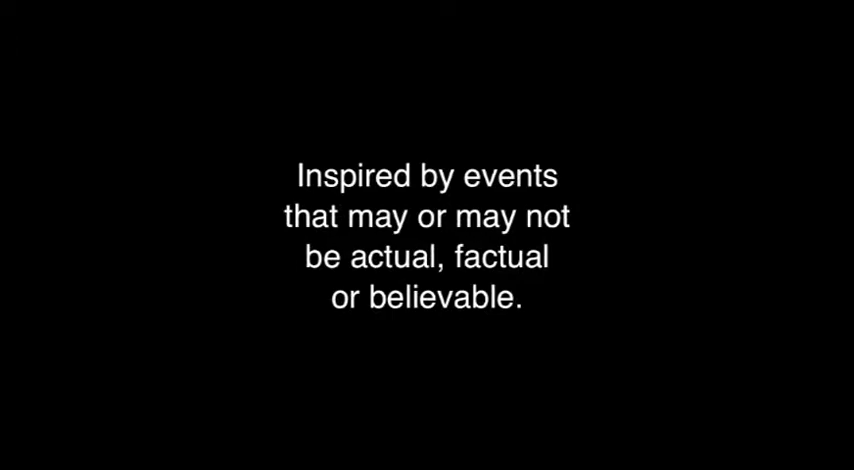 Inspired by events
that may or may not
be actual, factual
or believable.